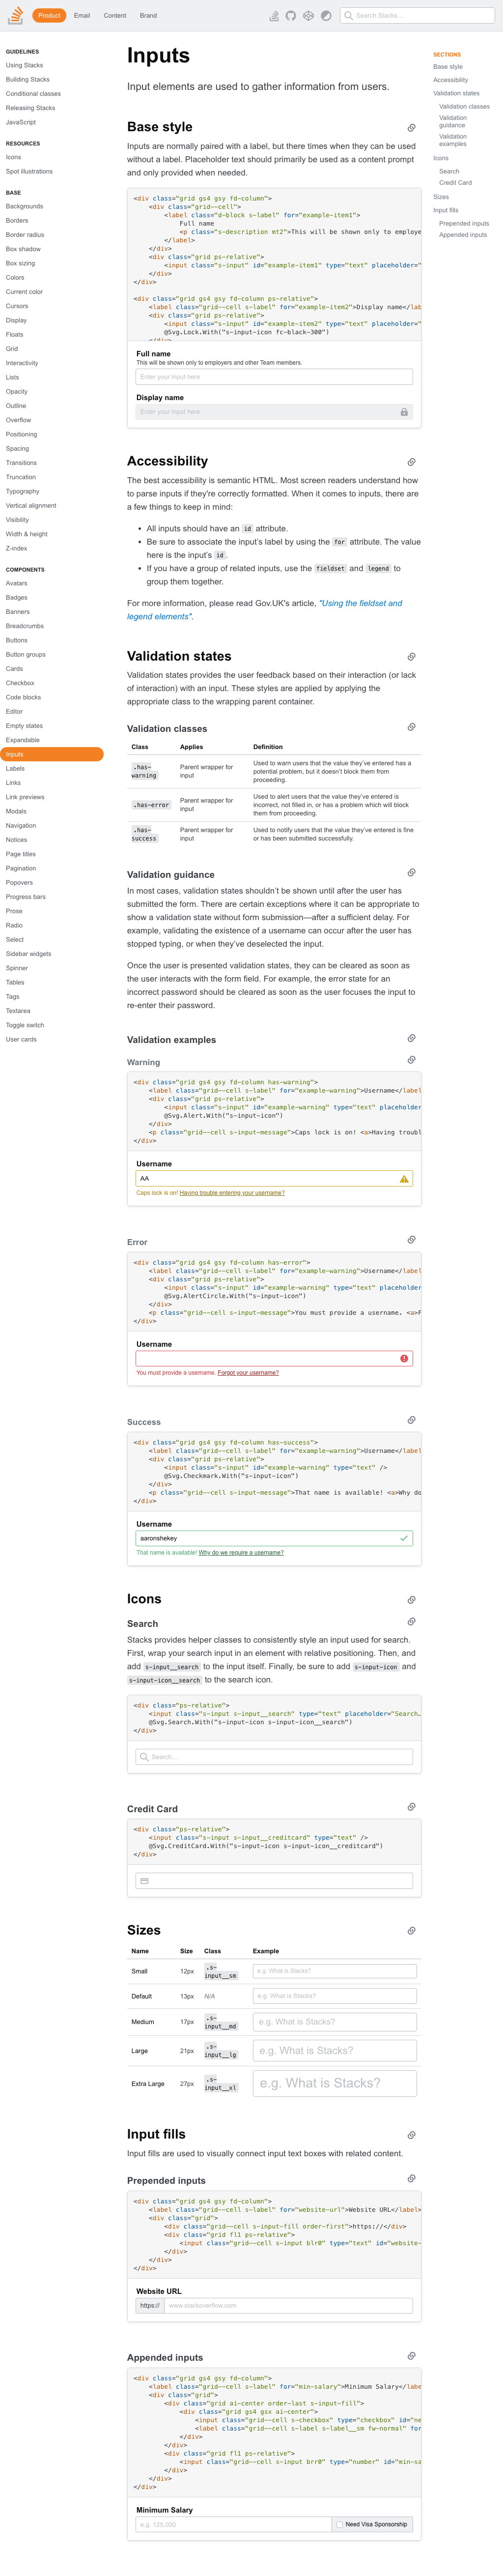 Product Email Content Brand Search Stacks…
GUIDELINES
Using Stacks
Building Stacks
Conditional classes
Releasing Stacks
JavaScript
RESOURCES
Icons
Spot illustrations
BASE
Backgrounds
Borders
Border radius
Box shadow
Box sizing
Colors
Current color
Cursors
Display
Floats
Grid
Interactivity
Lists
Opacity
Outline
Overflow
Positioning
Spacing
Transitions
Truncation
Typography
Vertical alignment
Visibility
Width & height
Z-index
COMPONENTS
Avatars
Badges
Banners
Breadcrumbs
Buttons
Button groups
Cards
Checkbox
Code blocks
Editor
Empty states
Expandable
Inputs
Labels
Links
Link previews
Modals
Navigation
Notices
Page titles
Pagination
Popovers
Progress bars
Prose
Radio
Select
Sidebar widgets
Spinner
Tables
Tags
Textarea
Toggle switch
User cards
Inputs
Input elements are used to gather information from users.
Base style
Inputs are normally paired with a label, but there are times when they can be used
without a label. Placeholder text should primarily be used as a content prompt
and only provided when needed.
<div class="grid gs4 gsy fd-column">
<div class="grid--cell">
<label class="d-block s-label" for="example-item1">
Full name
<p class="s-description mt2">This will be shown only to employe
</label>
</div>
<div class="grid ps-relative">
<input class="s-input" id="example-item1" type="text" placeholder="
</div>
</div>
<div class="grid gs4 gsy fd-column ps-relative">
<label class="grid--cell s-label" for="example-item2">Display name</lab
<div class="grid ps-relative">
<input class="s-input" id="example-item2" type="text" placeholder="
@Svg.Lock.With("s-input-icon fc-black-300")
</div>
Full name
This will be shown only to employers and other Team members.
Enter your input here
Display name
Enter your input here
Accessibility
The best accessibility is semantic HTML. Most screen readers understand how
to parse inputs if they're correctly formatted. When it comes to inputs, there are
a few things to keep in mind:
• All inputs should have an id attribute.
• Be sure to associate the input's label by using the for attribute. The value
here is the input's id.
• If you have a group of related inputs, use the fieldset and legend to
group them together.
For more information, please read Gov.UK's article, "Using the fieldset and
legend elements".
Validation states
Validation states provides the user feedback based on their interaction (or lack
of interaction) with an input. These styles are applied by applying the
appropriate class to the wrapping parent container.
Validation classes
Class Applies Definition
.has-warning Parent wrapper for input Used to warn users that the value they've entered has a potential problem, but it doesn't block them from proceeding.
.has-error Parent wrapper for input Used to alert users that the value they've entered is incorrect, not filled in, or has a problem which will block them from proceeding.
.has-success Parent wrapper for input Used to notify users that the value they've entered is fine or has been submitted successfully.
Validation guidance
In most cases, validation states shouldn't be shown until after the user has
submitted the form. There are certain exceptions where it can be appropriate to
show a validation state without form submission—after a sufficient delay. For
example, validating the existence of a username can occur after the user has
stopped typing, or when they've deselected the input.
Once the user is presented validation states, they can be cleared as soon as
the user interacts with the form field. For example, the error state for an
incorrect password should be cleared as soon as the user focuses the input to
re-enter their password.
Validation examples
Warning
<div class="grid gs4 gsy fd-column has-warning">
<label class="grid--cell s-label" for="example-warning">Username</label
<div class="grid ps-relative">
<input class="s-input" id="example-warning" type="text" placeholder
@Svg.Alert.With("s-input-icon")
</div>
<p class="grid--cell s-input-message">Caps lock is on! <a>Having troubl
</div>
Username
AA
Caps lock is on! Having trouble entering your username?
Error
<div class="grid gs4 gsy fd-column has-error">
<label class="grid--cell s-label" for="example-warning">Username</label
<div class="grid ps-relative">
<input class="s-input" id="example-warning" type="text" placeholder
@Svg.AlertCircle.With("s-input-icon")
</div>
<p class="grid--cell s-input-message">You must provide a username. <a>F
</div>
Username
You must provide a username. Forgot your username?
Success
<div class="grid gs4 gsy fd-column has-success">
<label class="grid--cell s-label" for="example-warning">Username</label
<div class="grid ps-relative">
<input class="s-input" id="example-warning" type="text" />
@Svg.Checkmark.With("s-input-icon")
</div>
<p class="grid--cell s-input-message">That name is available! <a>Why do
</div>
Username
aaronshekey
That name is available! Why do we require a username?
Icons
Search
Stacks provides helper classes to consistently style an input used for search.
First, wrap your search input in an element with relative positioning. Then, and
add s-input__search to the input itself. Finally, be sure to add s-input-icon and
s-input-icon__search to the search icon.
<div class="ps-relative">
<input class="s-input s-input__search" type="text" placeholder="Search…
@Svg.Search.With("s-input-icon s-input-icon__search")
</div>
Search…
Credit Card
<div class="ps-relative">
<input class="s-input s-input__creditcard" type="text" />
@Svg.CreditCard.With("s-input-icon s-input-icon__creditcard")
</div>
Sizes
Name Size Class Example
Small 12px .s-input__sm e.g. What is Stacks?
Default 13px N/A e.g. What is Stacks?
Medium 17px .s-input__md e.g. What is Stacks?
Large 21px .s-input__lg e.g. What is Stacks?
Extra Large 27px .s-input__xl e.g. What is Stacks?
Input fills
Input fills are used to visually connect input text boxes with related content.
Prepended inputs
<div class="grid gs4 gsy fd-column">
<label class="grid--cell s-label" for="website-url">Website URL</label>
<div class="grid">
<div class="grid--cell s-input-fill order-first">https://</div>
<div class="grid fl1 ps-relative">
<input class="grid--cell s-input blr0" type="text" id="website-
</div>
</div>
</div>
Website URL
https:// www.stackoverflow.com
Appended inputs
<div class="grid gs4 gsy fd-column">
<label class="grid--cell s-label" for="min-salary">Minimum Salary</labe
<div class="grid">
<div class="grid ai-center order-last s-input-fill">
<div class="grid gs4 gsx ai-center">
<input class="grid--cell s-checkbox" type="checkbox" id="ne
<label class="grid--cell s-label s-label__sm fw-normal" for
</div>
</div>
<div class="grid fl1 ps-relative">
<input class="grid--cell s-input brr0" type="number" id="min-sa
</div>
</div>
</div>
Minimum Salary
e.g. 125,000 Need Visa Sponsorship
SECTIONS
Base style
Accessibility
Validation states
Validation classes
Validation
guidance
Validation
examples
Icons
Search
Credit Card
Sizes
Input fills
Prepended inputs
Appended inputs